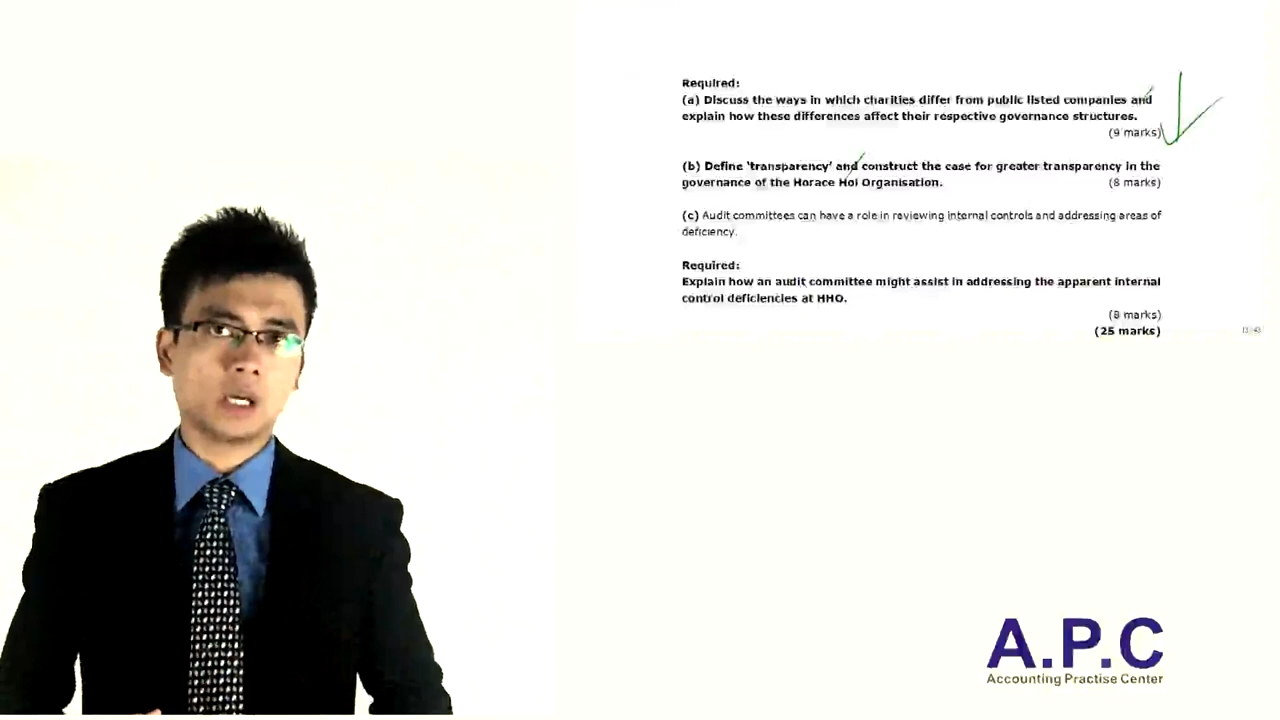 Required:
(a) Discuss the ways in which charities differ from public listed companies and
explain how these differences affect their respective governance structures.
(9 marks)
(b) Define ‘transparency’ and construct the case for greater transparency in the
governance of the Horace Hoi Organisation.
(8 marks)
(c) Audit committees can have a role in reviewing internal controls and addressing areas of
deficiency.
Required:
Explain how an audit committee might assist in addressing the apparent internal
control deficiencies at HHO.
(8 marks)
(25 marks)
A.P.C
Accounting Practise Center